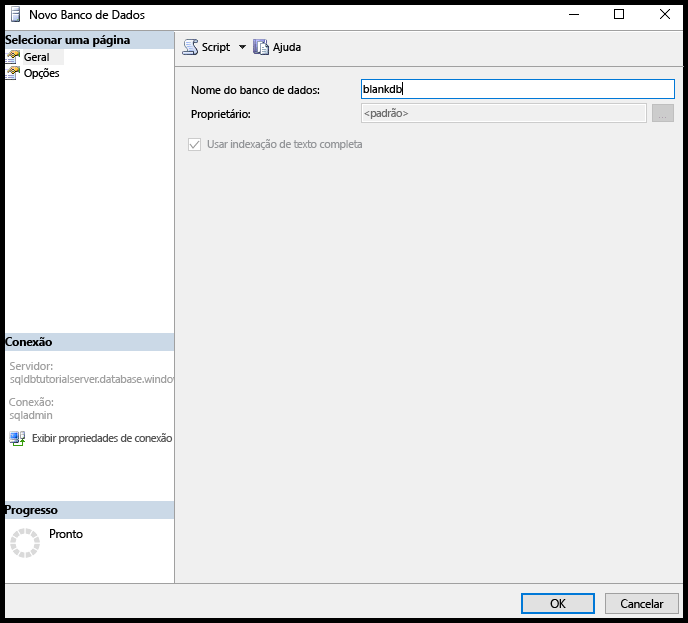 Novo Banco de Dados
Selecionar uma página
Geral
Opções
Script
Ajuda
Nome do banco de dados:
blankdb
Proprietário:
<padrão>
...
Usar indexação de texto completa
Conexão
Servidor:
sqldbtutorialserver.database.windo
Conexão:
sqladmin
Exibir propriedades de conexão
Progresso
Pronto
OK
Cancelar